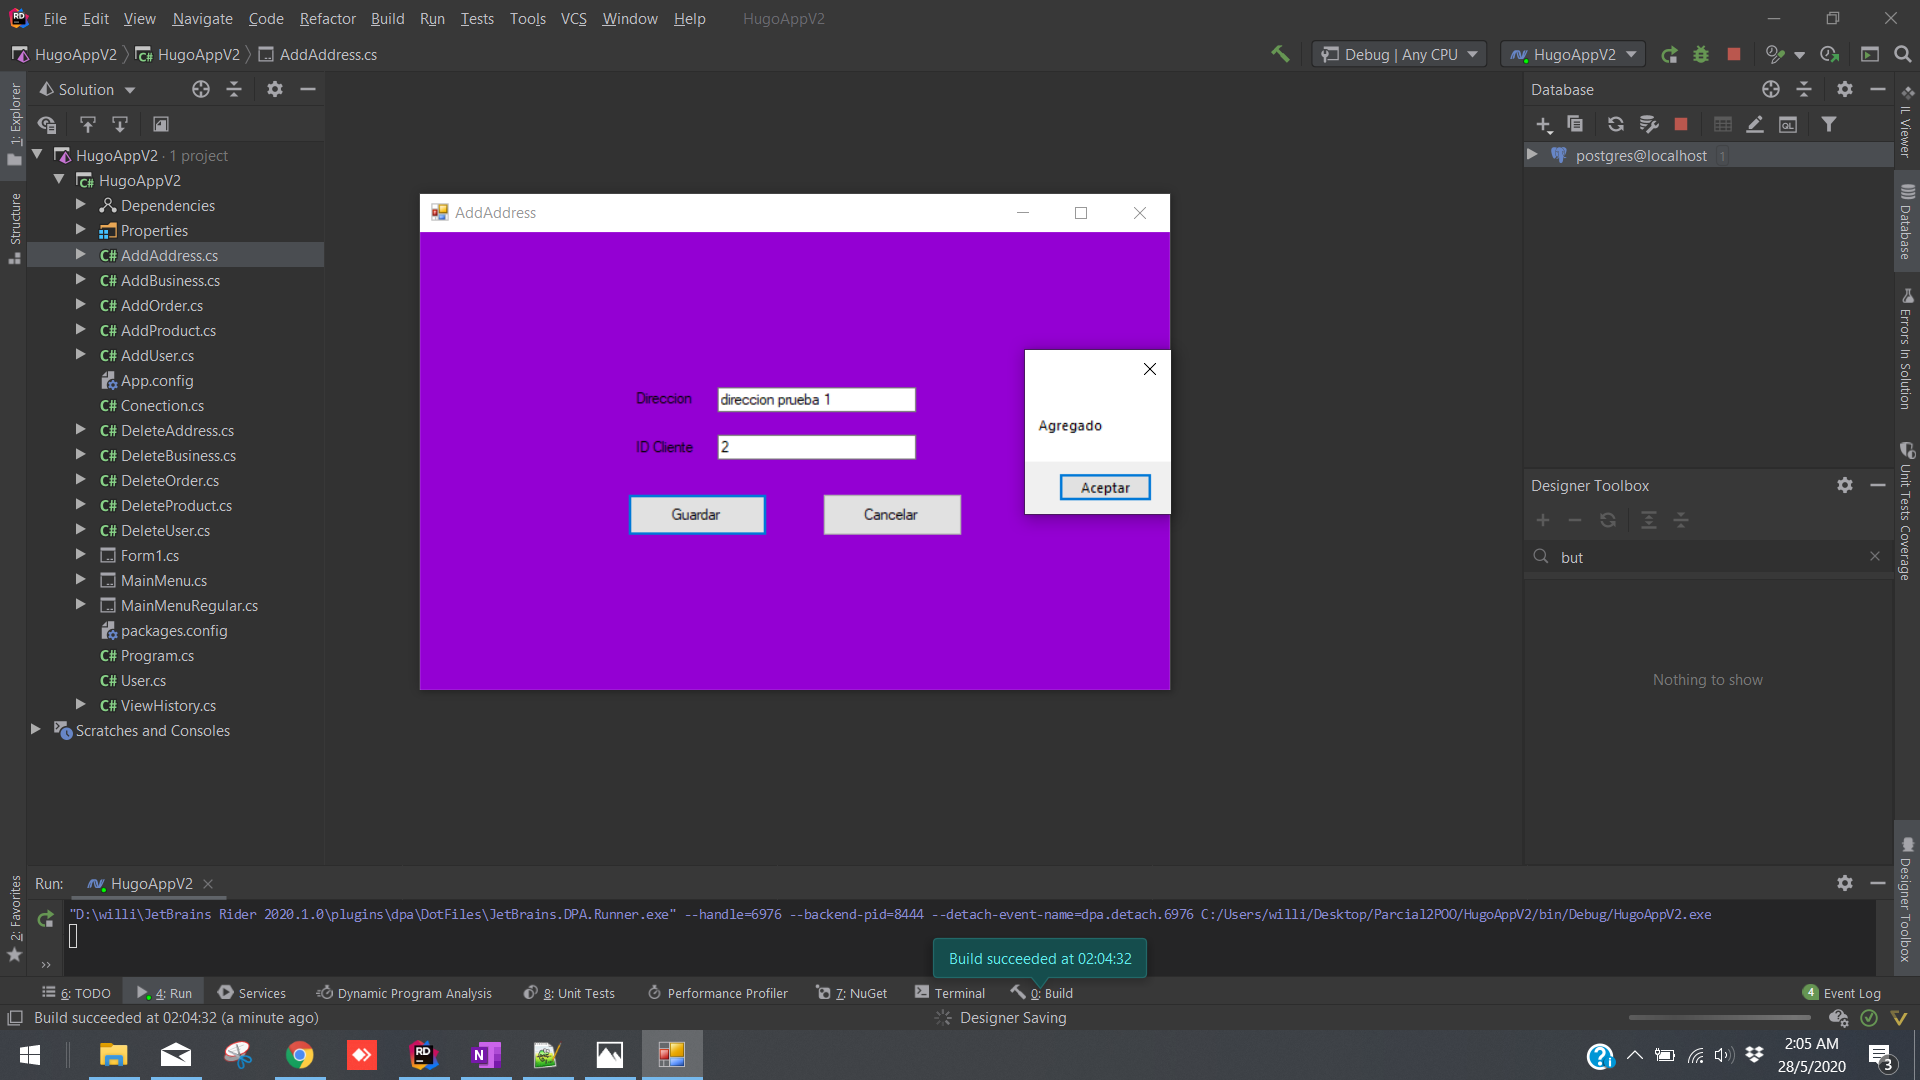 File Edit View Navigate Code Refactor Build Run Tests Tools VCS Window Help HugoAppV2
HugoAppV2 HugoAppV2 AddAddress.cs
Debug | Any CPU
HugoAppV2
1: Explorer
Structure
2: Favorites
Solution
HugoAppV2 · 1 project
HugoAppV2
Dependencies
Properties
C# AddAddress.cs
C# AddBusiness.cs
C# AddOrder.cs
C# AddProduct.cs
C# AddUser.cs
App.config
C# Conection.cs
C# DeleteAddress.cs
C# DeleteBusiness.cs
C# DeleteOrder.cs
C# DeleteProduct.cs
C# DeleteUser.cs
Form1.cs
MainMenu.cs
MainMenuRegular.cs
packages.config
C# Program.cs
C# User.cs
C# ViewHistory.cs
Scratches and Consoles
AddAddress
Direccion direccion prueba 1
ID Cliente 2
Guardar Cancelar
Agregado
Aceptar
Database
QL
postgres@localhost 1
Designer Toolbox
but
Nothing to show
IL Viewer
Database
Errors In Solution
Unit Tests Coverage
Designer Toolbox
Run: HugoAppV2
"D:\willi\JetBrains Rider 2020.1.0\plugins\dpa\DotFiles\JetBrains.DPA.Runner.exe" --handle=6976 --backend-pid=8444 --detach-event-name=dpa.detach.6976 C:/Users/willi/Desktop/Parcial2POO/HugoAppV2/bin/Debug/HugoAppV2.exe
Build succeeded at 02:04:32
6: TODO 4: Run Services Dynamic Program Analysis 8: Unit Tests Performance Profiler 7: NuGet Terminal 0: Build 4 Event Log
Build succeeded at 02:04:32 (a minute ago) Designer Saving
RD
N
2:05 AM
28/5/2020
3